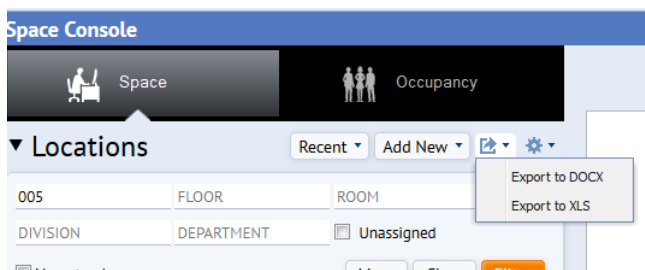 Space Console
Space
Occupancy
Locations
Recent
Add New
Export to DOCX
Export to XLS
005
FLOOR
ROOM
DIVISION
DEPARTMENT
Unassigned